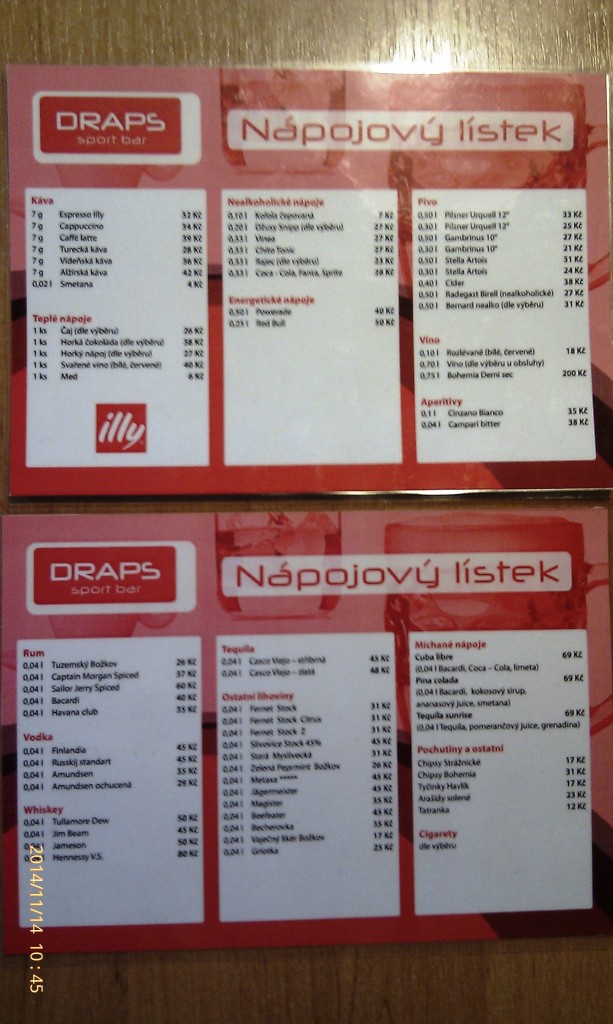 DRAPS
sport bar
Nápojový lístek
Káva
7 g Espresso illy 32 Kč
7 g Cappuccino 34 Kč
7 g Caffé latte 39 Kč
7 g Turecká káva 28 Kč
7 g Vídeňská káva 36 Kč
7 g Alžírská káva 42 Kč
0,02 l Smetana 4 Kč
Teplé nápoje
1 ks Čaj (dle výběru) 26 Kč
1 ks Horká čokoláda (dle výběru) 38 Kč
1 ks Horký nápoj (dle výběru) 27 Kč
1 ks Svařené víno (bílé, červené) 40 Kč
1 ks Med 6 Kč
illy
Nealkoholické nápoje
0,10 l Kofola čepovaná 7 Kč
0,20 l Džusy Snipp (dle výběru) 27 Kč
0,33 l Vinea 27 Kč
0,33 l Chito Tonic 27 Kč
0,33 l Rajec (dle výběru) 23 Kč
0,33 l Coca - Cola, Fanta, Sprite 28 Kč
Energetické nápoje
0,50 l Powerade 40 Kč
0,25 l Red Bull 50 Kč
Pivo
0,50 l Pilsner Urquell 12° 33 Kč
0,30 l Pilsner Urquell 12° 25 Kč
0,50 l Gambrinus 10° 27 Kč
0,30 l Gambrinus 10° 21 Kč
0,50 l Stella Artois 31 Kč
0,30 l Stella Artois 24 Kč
0,40 l Cider 38 Kč
0,50 l Radegast Birell (nealkoholické) 27 Kč
0,50 l Bernard nealko (dle výběru) 31 Kč
Víno
0,10 l Rozlévané (bílé, červené) 18 Kč
0,70 l Víno (dle výběru u obsluhy)
0,75 l Bohemia Demi sec 200 Kč
Aperitivy
0,1 l Cinzano Bianco 35 Kč
0,04 l Campari bitter 38 Kč
DRAPS
sport bar
Nápojový lístek
Rum
0,04 l Tuzemský Božkov 26 Kč
0,04 l Captain Morgan Spiced 37 Kč
0,04 l Sailor Jerry Spiced 60 Kč
0,04 l Bacardi 40 Kč
0,04 l Havana club 35 Kč
Vodka
0,04 l Finlandia 45 Kč
0,04 l Russkij standart 45 Kč
0,04 l Amundsen 35 Kč
0,04 l Amundsen ochucená 29 Kč
Whiskey
0,04 l Tullamore Dew 50 Kč
0,04 l Jim Beam 45 Kč
Jameson 50 Kč
Hennessy V.S. 80 Kč
Tequila
0,04 l Casco Viejo – stříbrná 45 Kč
0,04 l Casco Viejo – zlatá 48 Kč
Ostatní lihoviny
0,04 l Fernet Stock 31 Kč
0,04 l Fernet Stock Citrus 31 Kč
0,04 l Fernet Stock Z 31 Kč
0,04 l Slivovice Stock 45% 45 Kč
0,04 l Stará Myslivecká 31 Kč
0,04 l Zelená Pepermint Božkov 26 Kč
0,04 l Metaxa ***** 45 Kč
0,04 l Jägermeister 45 Kč
0,04 l Magister 35 Kč
0,04 l Beefeater 45 Kč
0,04 l Becherovka 35 Kč
0,04 l Vaječný likér Božkov 17 Kč
0,04 l Griotka 25 Kč
Míchané nápoje
Cuba libre 69 Kč
(0,04 l Bacardi, Coca – Cola, limeta)
Pina colada 69 Kč
(0,04 l Bacardi, kokosový sirup,
ananasový juice, smetana)
Tequila sunrise 69 Kč
(0,04 l Tequila, pomerančový juice, grenadina)
Pochutiny a ostatní
Chipsy Strážnické 17 Kč
Chipsy Bohemia 31 Kč
Tyčinky Havlík 17 Kč
Arašídy solené 23 Kč
Tatranka 12 Kč
Cigarety
dle výběru
2014/11/14 10:45